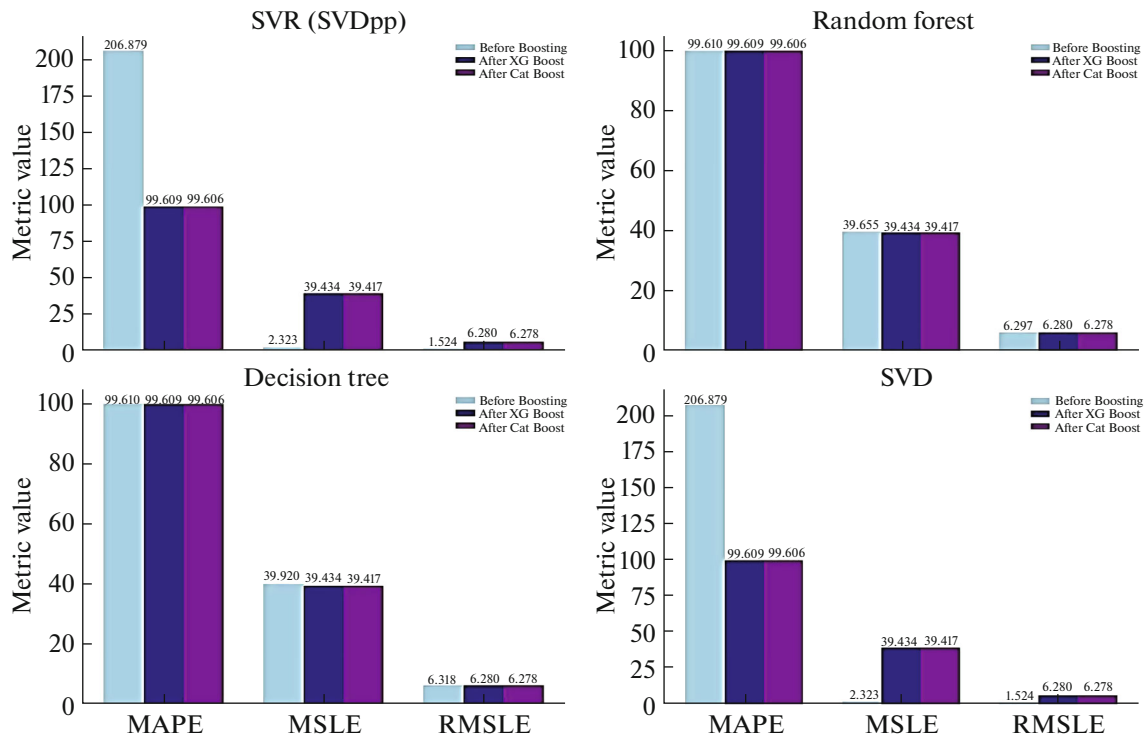 SVR (SVDpp)
206.879
Before Boosting
After XG Boost
After Cat Boost
200
175
150
125
100
75
50
25
0
Metric value
99.609 99.606
2.323
39.434 39.417
1.524
6.280 6.278
Random forest
99.610 99.609 99.606
Before Boosting
After XG Boost
After Cat Boost
100
80
60
40
20
0
Metric value
39.655 39.434 39.417
6.297 6.280 6.278
Decision tree
99.610 99.609 99.606
Before Boosting
After XG Boost
After Cat Boost
100
80
60
40
20
0
Metric value
39.920 39.434 39.417
6.318 6.280 6.278
MAPE MSLE RMSLE
SVD
206.879
Before Boosting
After XG Boost
After Cat Boost
200
175
150
125
100
75
50
25
0
Metric value
99.609 99.606
2.323
39.434 39.417
1.524
6.280 6.278
MAPE MSLE RMSLE